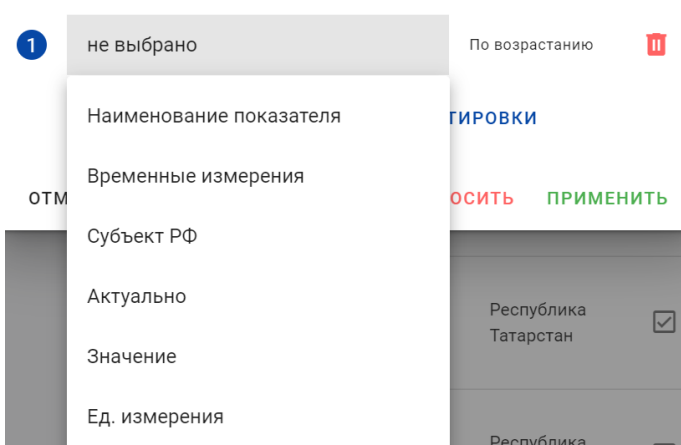 1 не выбрано По возрастанию
Наименование показателя
ТИРОВКИ
Временные измерения
ОТМ ОСИТЬ ПРИМЕНИТЬ
Субъект РФ
Актуально
Республика
Татарстан
Значение
Ед. измерения
Республика